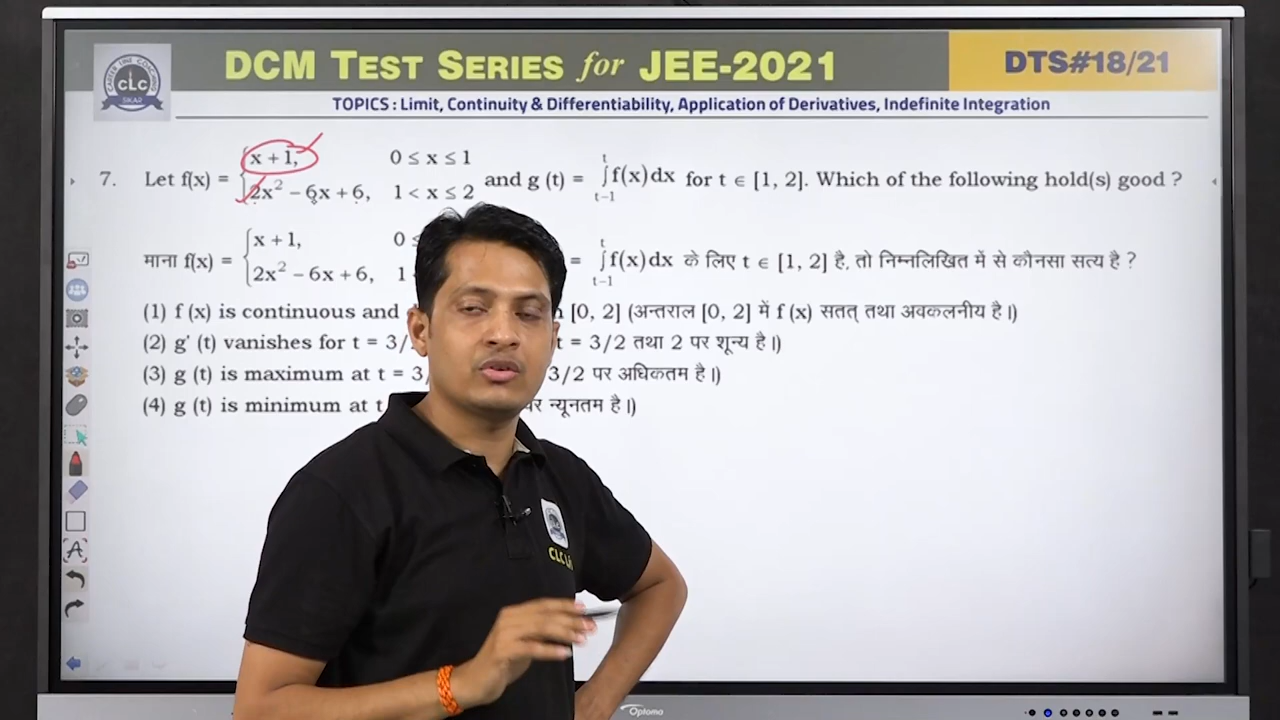 DCM TEST SERIES for JEE-2021
DTS#18/21
CLC
SIKAR
TOPICS : Limit, Continuity & Differentiability, Application of Derivatives, Indefinite Integration
7. Let f(x) = { x + 1, 0 ≤ x ≤ 1
2x² − 6x + 6, 1 < x ≤ 2 and g (t) = ∫ₜ₋₁ᵗ f(x) dx for t ∈ [1, 2]. Which of the following hold(s) good ?
माना f(x) = { x + 1, 0 ≤
2x² − 6x + 6, 1 = ∫ₜ₋₁ᵗ f(x) dx के लिए t ∈ [1, 2] है, तो निम्नलिखित में से कौनसा सत्य है ?
(1) f (x) is continuous and [0, 2] (अन्तराल [0, 2] में f (x) सतत् तथा अवकलनीय है।)
(2) g' (t) vanishes for t = 3/ t = 3/2 तथा 2 पर शून्य है।)
(3) g (t) is maximum at t = 3/ 3/2 पर अधिकतम है।)
(4) g (t) is minimum at t पर न्यूनतम है।)
CLC
Optoma